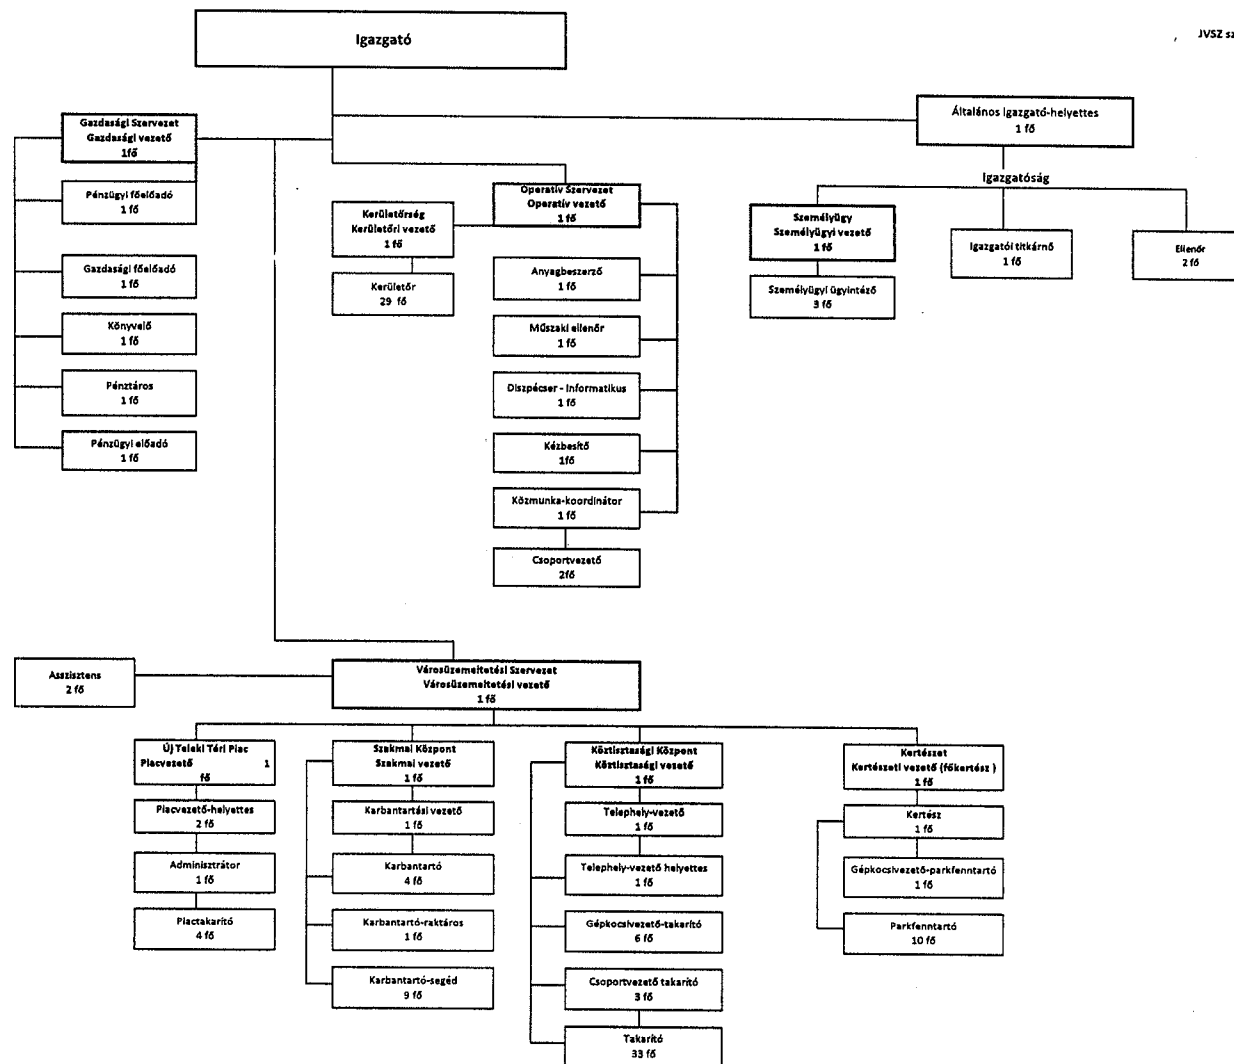 Igazgató
JVSZ sz
Általános igazgató-helyettes
1 fő
Gazdasági Szervezet
Gazdasági vezető
1fő
Pénzügyi főelőadó
1 fő
Gazdasági főelőadó
1 fő
Könyvelő
1 fő
Pénztáros
1 fő
Pénzügyi előadó
1 fő
Kerületőrség
Kerületőri vezető
1 fő
Kerületőr
29 fő
Operatív Szervezet
Operatív vezető
1 fő
Anyagbeszerző
1 fő
Műszaki ellenőr
1 fő
Diszpécser - Informatikus
1 fő
Kézbesítő
1fő
Közmunka-koordinátor
1 fő
Csoportvezető
2fő
Igazgatóság
Személyügy
Személyügyi vezető
1 fő
Személyügyi ügyintéző
3 fő
Igazgatói titkárnő
1 fő
Ellenőr
2 fő
Asszisztens
2 fő
Városüzemeltetési Szervezet
Városüzemeltetési vezető
1 fő
Új Teleki Téri Piac
Piacvezető 1
fő
Piacvezető-helyettes
2 fő
Adminisztrátor
1 fő
Piactakarító
4 fő
Szakmai Központ
Szakmai vezető
1 fő
Karbantartási vezető
1 fő
Karbantartó
4 fő
Karbantartó-raktáros
1 fő
Karbantartó-segéd
9 fő
Köztisztasági Központ
Köztisztasági vezető
1 fő
Telephely-vezető
1 fő
Telephely-vezető helyettes
1 fő
Gépkocsivezető-takarító
6 fő
Csoportvezető takarító
3 fő
Takarító
33 fő
Kertészet
Kertészeti vezető (főkertész )
1 fő
Kertész
1 fő
Gépkocsivezető-parkfenntartó
1 fő
Parkfenntartó
10 fő